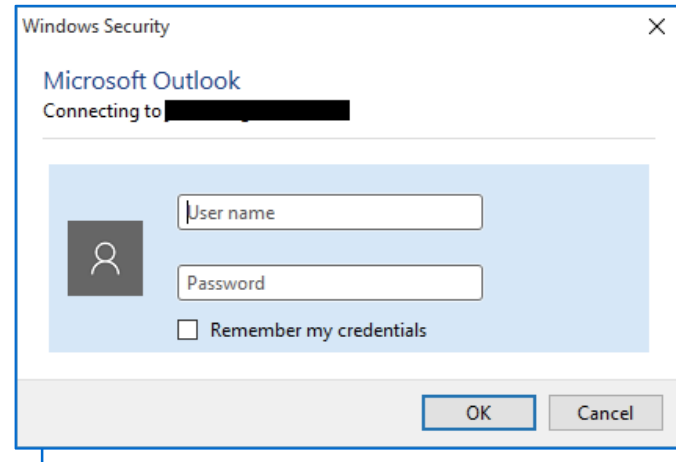 Windows Security
Microsoft Outlook
Connecting to
User name
Password
Remember my credentials
OK
Cancel